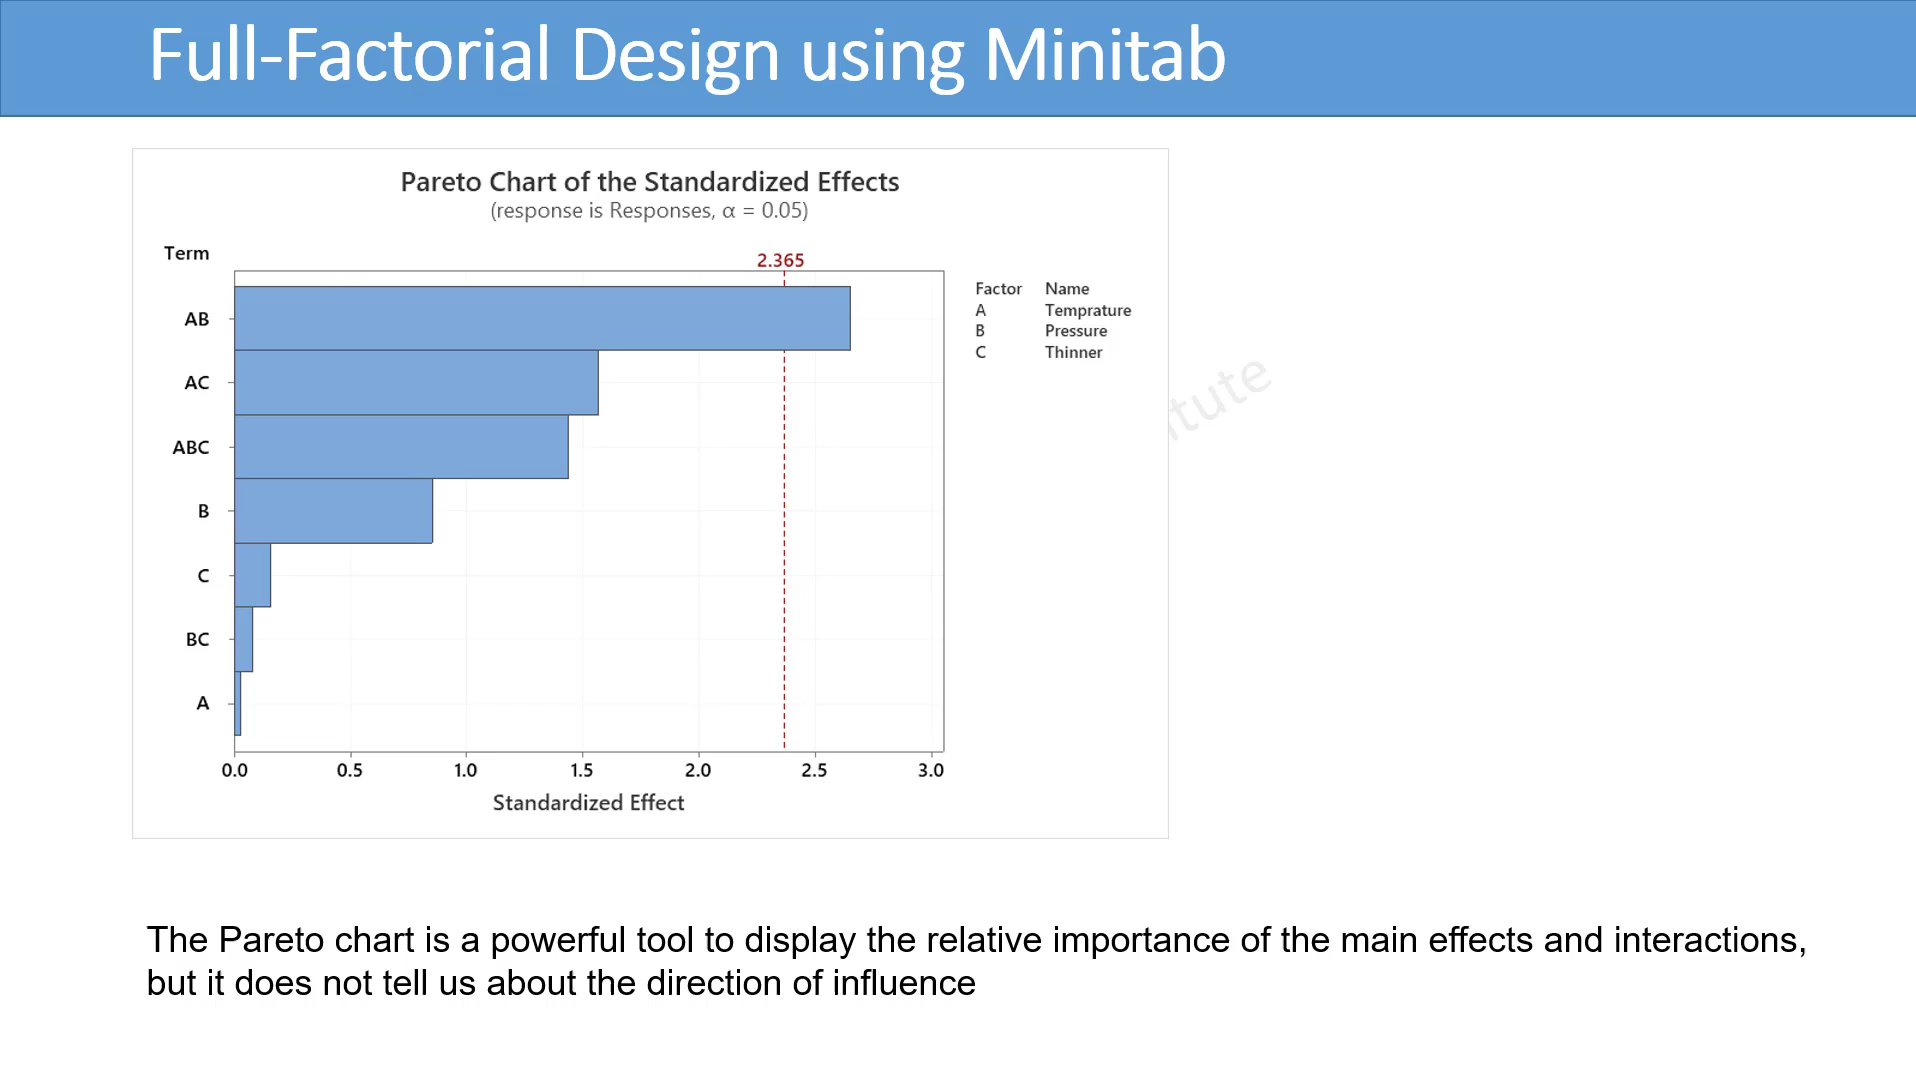 Full-Factorial Design using Minitab
Pareto Chart of the Standardized Effects
(response is Responses, α = 0.05)
Term
2.365
Factor Name
A Temprature
B Pressure
C Thinner
AB
AC
ABC
B
C
BC
A
0.0 0.5 1.0 1.5 2.0 2.5 3.0
Standardized Effect
The Pareto chart is a powerful tool to display the relative importance of the main effects and interactions,
but it does not tell us about the direction of influence